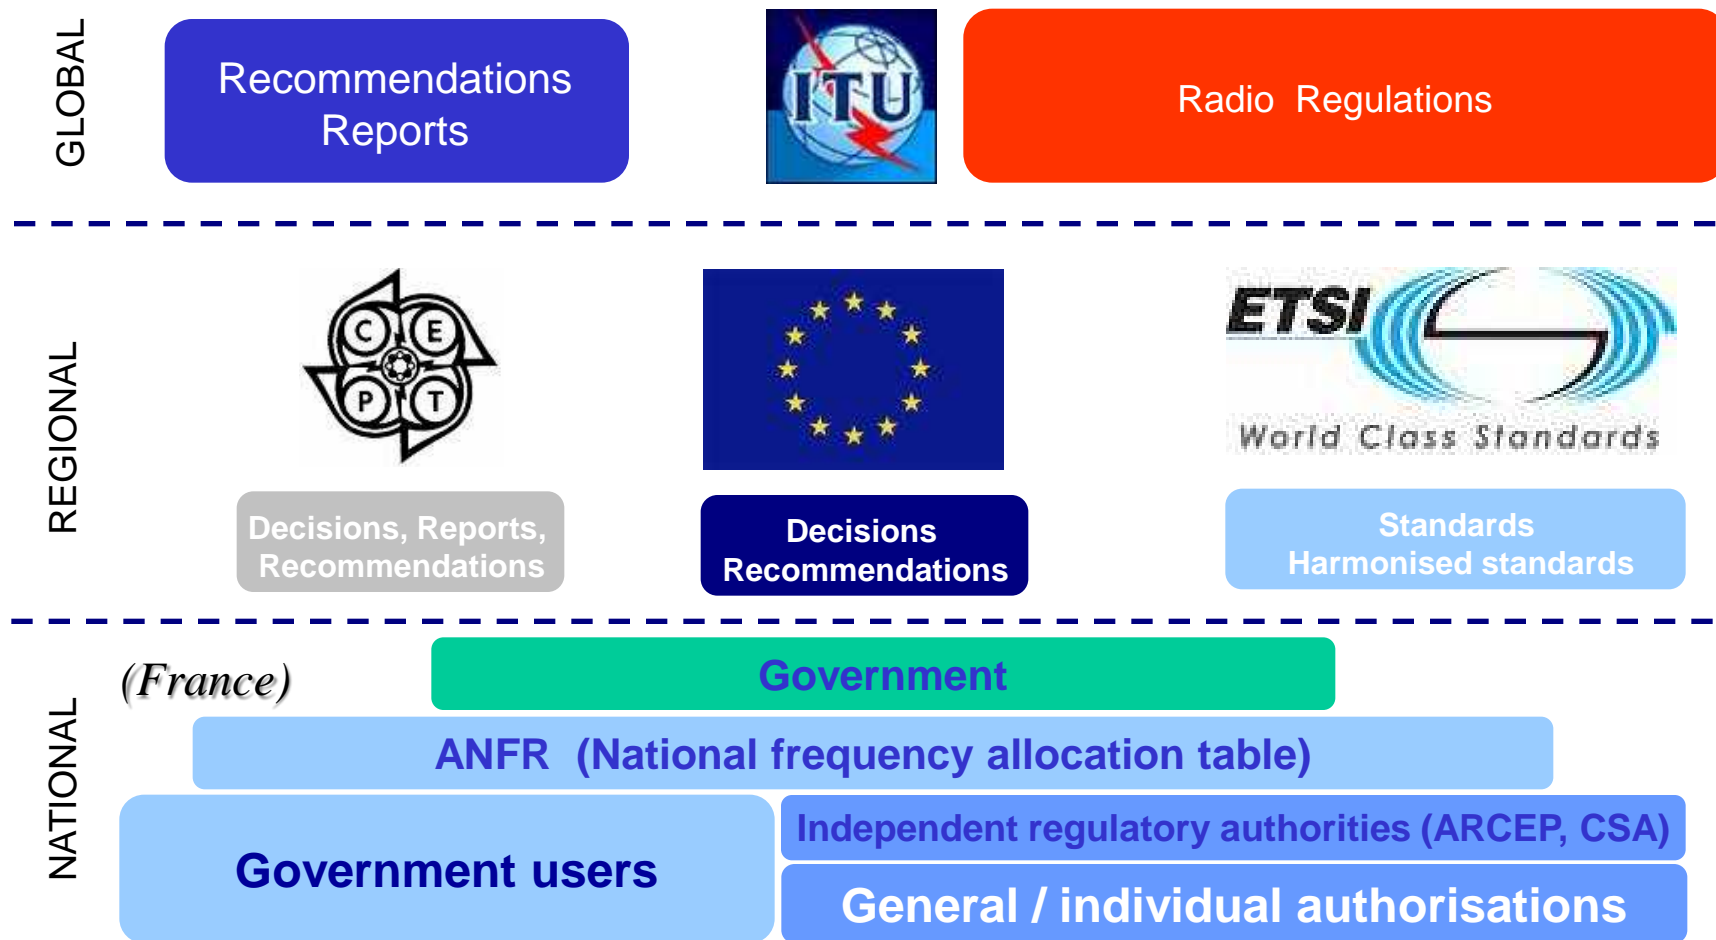 GLOBAL
Recommendations
Reports
ITU
Radio Regulations
REGIONAL
C E
P T
ETSI
World Class Standards
Decisions, Reports,
Recommendations
Decisions
Recommendations
Standards
Harmonised standards
NATIONAL
(France)
Government
ANFR (National frequency allocation table)
Government users
Independent regulatory authorities (ARCEP, CSA)
General / individual authorisations